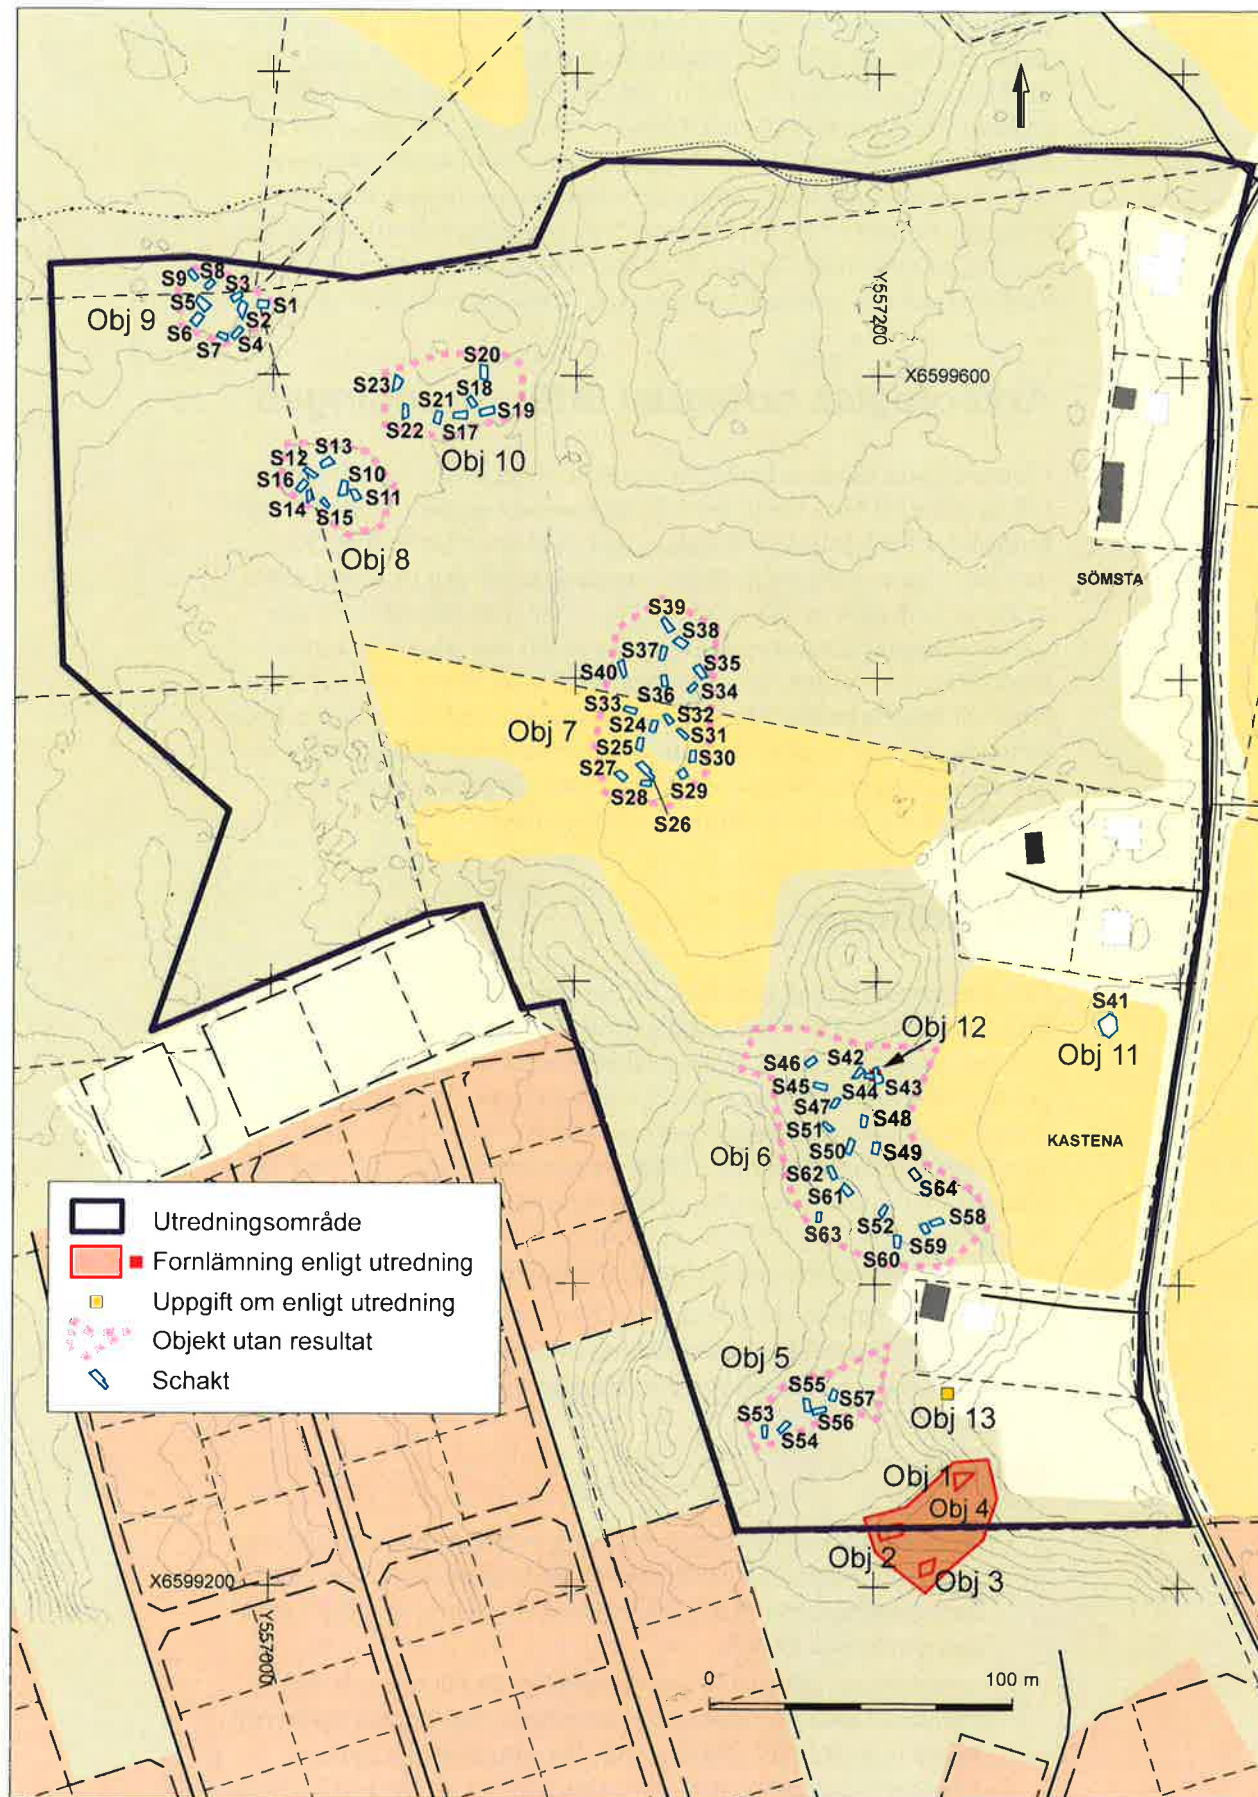 Y557200
X6599600
S8
S9
S3
S5
S1
Obj 9
S2
S6
S4
S7
S20
S23
S18
S21
S19
S22
S17
Obj 10
S13
S12
S10
S16
S11
S14
S15
Obj 8
SÖMSTA
S39
S38
S37
S35
S40
S34
S36
S33
S32
S24
Obj 7
S31
S25
S30
S27
S29
S28
S26
S41
Obj 12
Obj 11
S46
S42
S45
S43
S44
S47
S48
S51
KASTENA
S50
S49
Obj 6
S62
S64
S61
S52
S58
S63
S59
S60
Utredningsområde
Fornlämning enligt utredning
Uppgift om enligt utredning
Objekt utan resultat
Schakt
Obj 5
S55
S57
S53
S56
S54
Obj 13
Obj 1
Obj 4
Obj 2
Obj 3
X6599200
Y557000
0 100 m